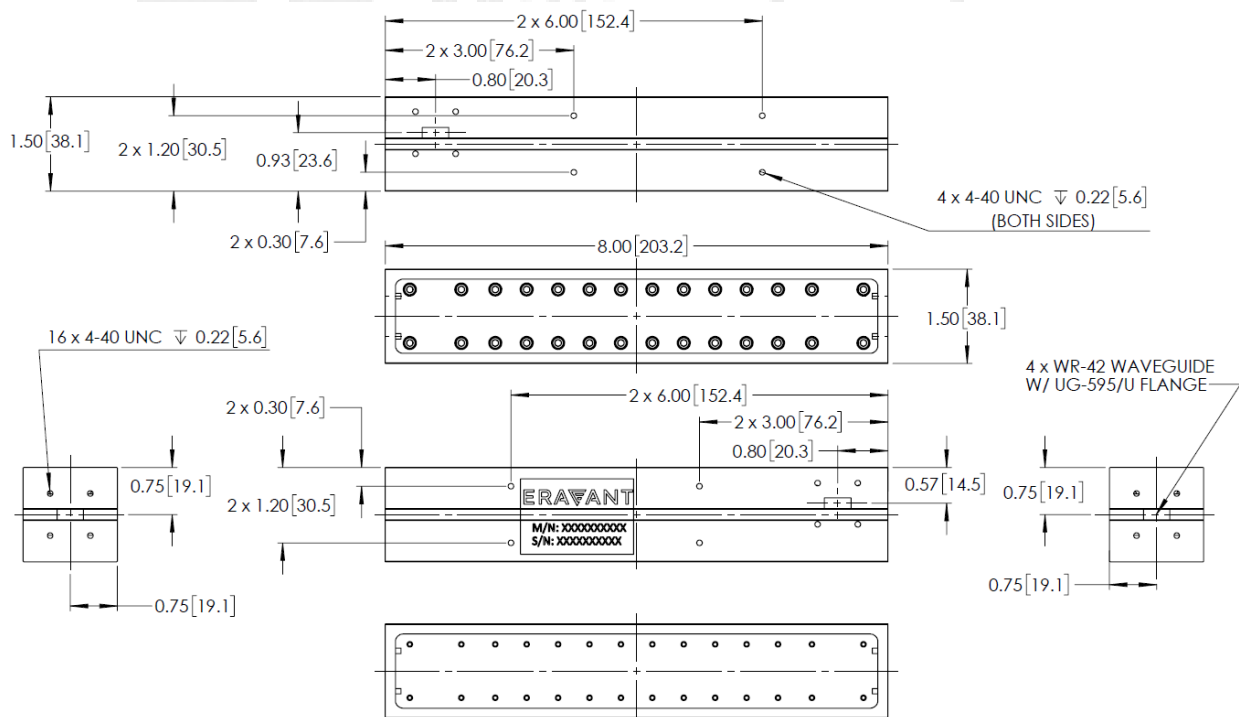 2 x 6.00[152.4]
2 x 3.00[76.2]
0.80[20.3]
1.50[38.1]
2 x 1.20[30.5]
0.93[23.6]
4 x 4-40 UNC ↧ 0.22[5.6]
(BOTH SIDES)
2 x 0.30[7.6]
8.00[203.2]
1.50[38.1]
16 x 4-40 UNC ↧ 0.22[5.6]
4 x WR-42 WAVEGUIDE
W/ UG-595/U FLANGE
2 x 6.00[152.4]
2 x 0.30[7.6]
2 x 3.00[76.2]
0.80[20.3]
0.75[19.1]
2 x 1.20[30.5]
ERAVANT
M/N: XXXXXXXXXX
S/N: XXXXXXXXXX
0.57[14.5]
0.75[19.1]
0.75[19.1]
0.75[19.1]